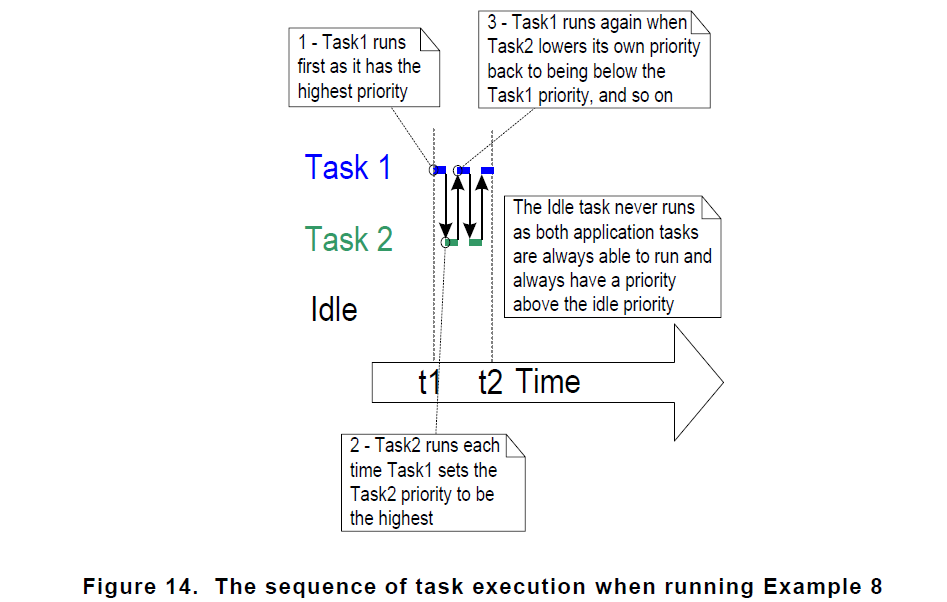 1 - Task1 runs
first as it has the
highest priority
3 - Task1 runs again when
Task2 lowers its own priority
back to being below the
Task1 priority, and so on
Task 1
Task 2
Idle
The Idle task never runs
as both application tasks
are always able to run and
always have a priority
above the idle priority
t1 t2 Time
2 - Task2 runs each
time Task1 sets the
Task2 priority to be
the highest
Figure 14. The sequence of task execution when running Example 8